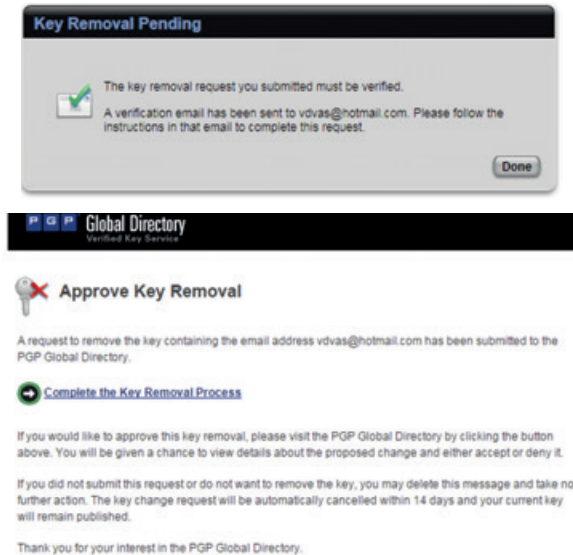 Key Removal Pending
The key removal request you submitted must be verified.
A verification email has been sent to vdvas@hotmail.com. Please follow the
instructions in that email to complete this request.
Done
PGP Global Directory
Verified Key Service
Approve Key Removal
A request to remove the key containing the email address vdvas@hotmail.com has been submitted to the
PGP Global Directory.
Complete the Key Removal Process
If you would like to approve this key removal, please visit the PGP Global Directory by clicking the button
above. You will be given a chance to view details about the proposed change and either accept or deny it.
If you did not submit this request or do not want to remove the key, you may delete this message and take no
further action. The key change request will be automatically cancelled within 14 days and your current key
will remain published.
Thank you for your interest in the PGP Global Directory.